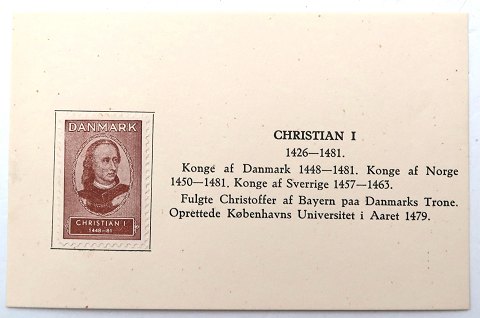 DANMARK
CHRISTIAN I.
1448-81
CHRISTIAN I
1426—1481.
Konge af Danmark 1448—1481. Konge af Norge
1450—1481. Konge af Sverrige 1457—1463.
Fulgte Christoffer af Bayern paa Danmarks Trone.
Oprettede Københavns Universitet i Aaret 1479.